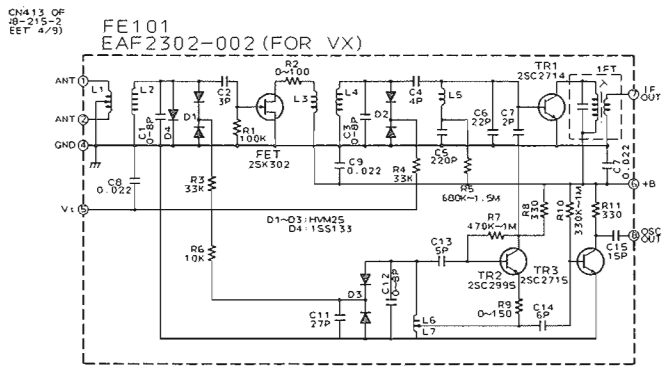 CN413 OF
18-215-2
EET 4/9)
FE101
EAF2302-002 (FOR VX)
ANT 1
ANT 2
GND 4
Vt 5
L1
L2
C1
0~8P
D4
D1
C2
3P
R1
100K
FET
2SK302
R2
0~100
L3
L4
C3
0~8P
D2
C4
4P
L5
C5
220P
C6
22P
C7
2P
TR1
2SC2714
IFT
7 IF OUT
C7
0.022
6 +B
8 OSC OUT
C8
0.022
C9
0.022
R3
33K
R4
33K
R5
680K~1.5M
D1~D3:HVM25
D4:1SS133
R6
10K
R7
470K~1M
R8
330
R10
330K~1M
R11
330
C15
15P
C13
5P
TR2
2SC2995
TR3
2SC2715
D3
C12
0~8P
C11
27P
L6
L7
R9
0~150
C14
6P